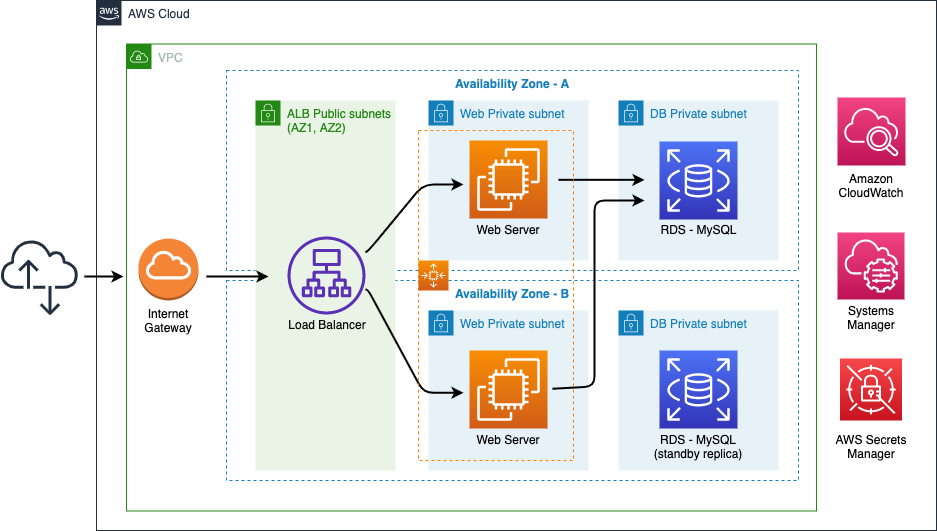 aws
AWS Cloud
VPC
Availability Zone - A
ALB Public subnets
(AZ1, AZ2)
Web Private subnet
DB Private subnet
Web Server
RDS - MySQL
Amazon
CloudWatch
Internet
Gateway
Load Balancer
Availability Zone - B
Web Private subnet
DB Private subnet
Web Server
RDS - MySQL
(standby replica)
Systems
Manager
AWS Secrets
Manager